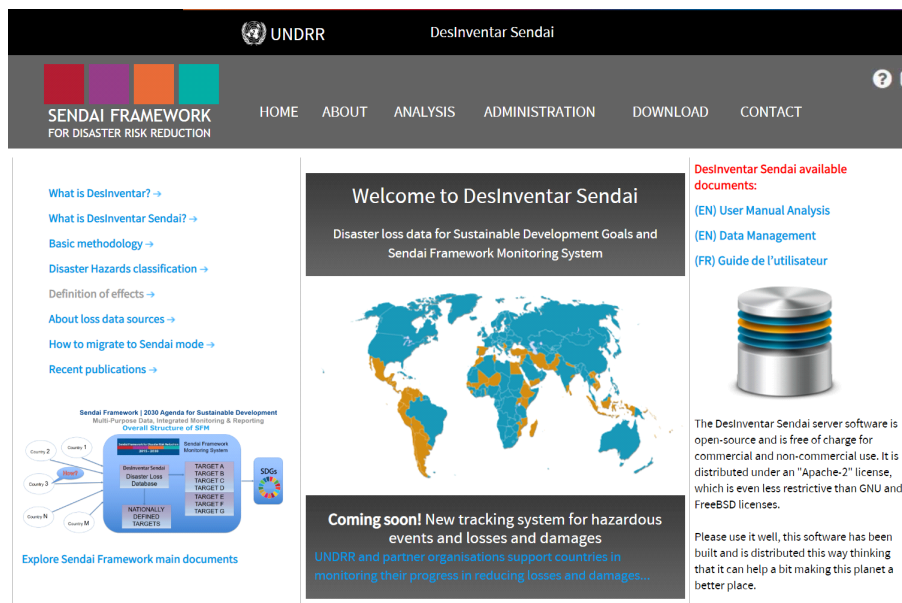 UNDRR
DesInventar Sendai
SENDAI FRAMEWORK
FOR DISASTER RISK REDUCTION
HOME
ABOUT
ANALYSIS
ADMINISTRATION
DOWNLOAD
CONTACT
?
What is DesInventar? →
What is DesInventar Sendai? →
Basic methodology →
Disaster Hazards classification →
Definition of effects →
About loss data sources →
How to migrate to Sendai mode →
Recent publications →
Sendai Framework | 2030 Agenda for Sustainable Development
Multi-Purpose Data, Integrated Monitoring & Reporting
Overall Structure of SFM
Country 1
Country 2
Country 3
Country N
Country M
Sendai Framework
Monitoring System
DesInventar Sendai
Disaster Loss
Database
NATIONALLY
DEFINED
TARGETS
TARGET A
TARGET B
TARGET C
TARGET D
TARGET E
TARGET F
TARGET G
SDGs
Explore Sendai Framework main documents
Welcome to DesInventar Sendai
Disaster loss data for Sustainable Development Goals and
Sendai Framework Monitoring System
Coming soon! New tracking system for hazardous
events and losses and damages
UNDRR and partner organisations support countries in
monitoring their progress in reducing losses and damages...
DesInventar Sendai available
documents:
(EN) User Manual Analysis
(EN) Data Management
(FR) Guide de l'utilisateur
The DesInventar Sendai server software is
open-source and is free of charge for
commercial and non-commercial use. It is
distributed under an "Apache-2" license,
which is even less restrictive than GNU and
FreeBSD licenses.
Please use it well, this software has been
built and is distributed this way thinking
that it can help a bit making this planet a
better place.